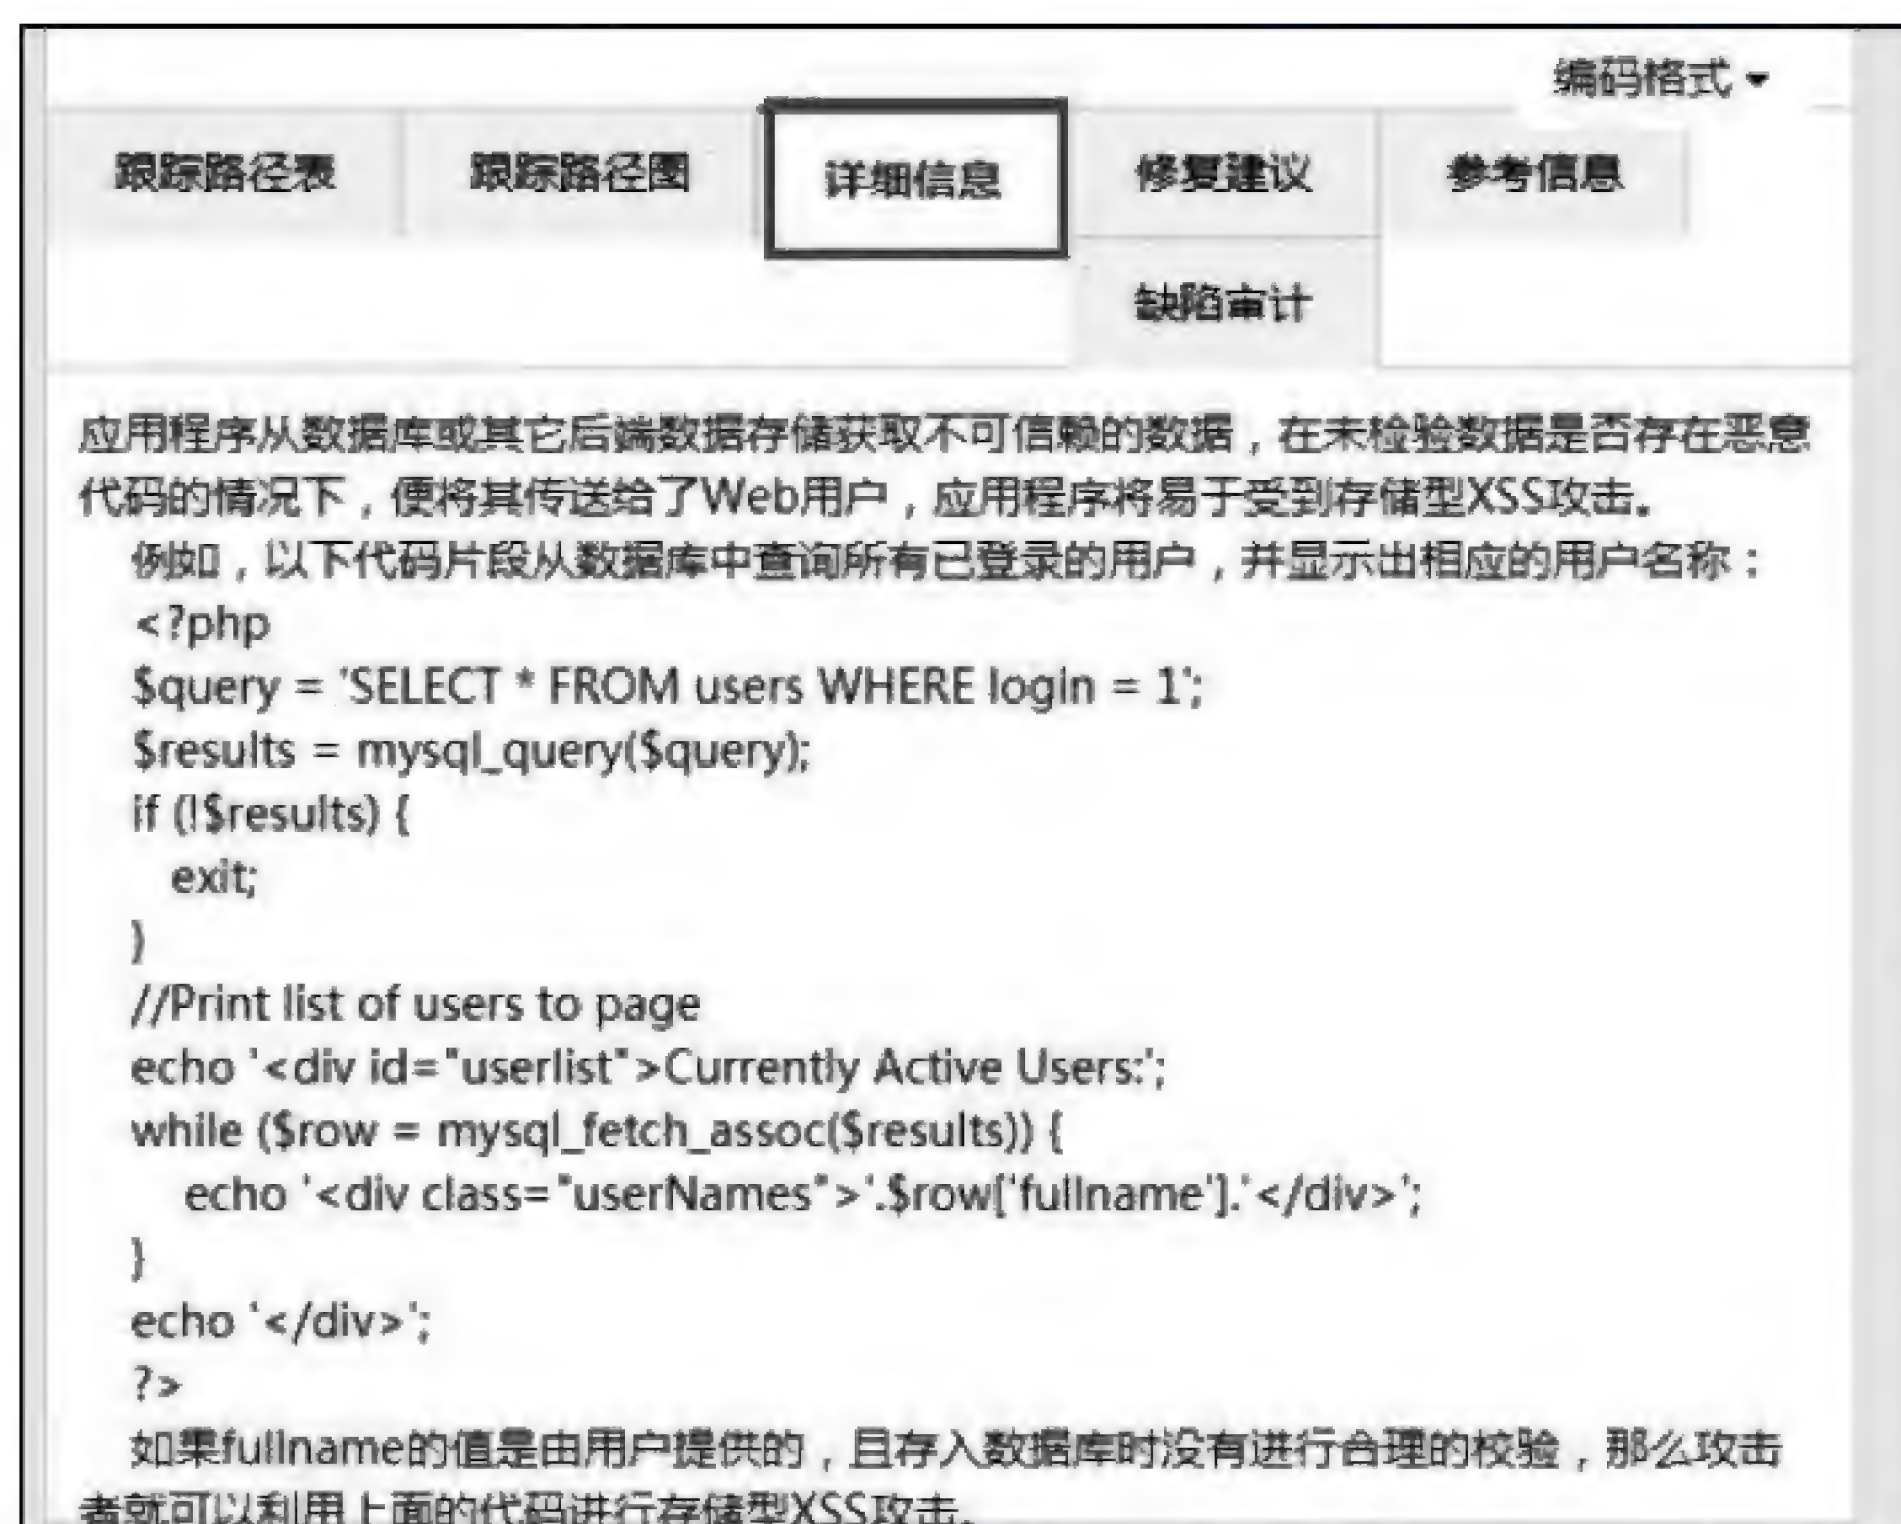 编码格式
跟踪路径表 跟踪路径图 详细信息 修复建议 参考信息
缺陷审计
应用程序从数据库或其它后端数据存储获取不可信赖的数据，在未检验数据是否存在恶意
代码的情况下，便将其传送给了Web用户，应用程序将易于受到存储型XSS攻击。
例如，以下代码片段从数据库中查询所有已登录的用户，并显示出相应的用户名称：
<?php
$query = 'SELECT * FROM users WHERE login = 1';
$results = mysql_query($query);
if (!$results) {
exit;
}
//Print list of users to page
echo '<div id="userlist">Currently Active Users:';
while ($row = mysql_fetch_assoc($results)) {
echo '<div class="userNames">'.$row['fullname'].'</div>';
}
echo '</div>';
?>
如果fullname的值是由用户提供的，且存入数据库时没有进行合理的校验，那么攻击
者就可以利用上面的代码进行存储型XSS攻击。